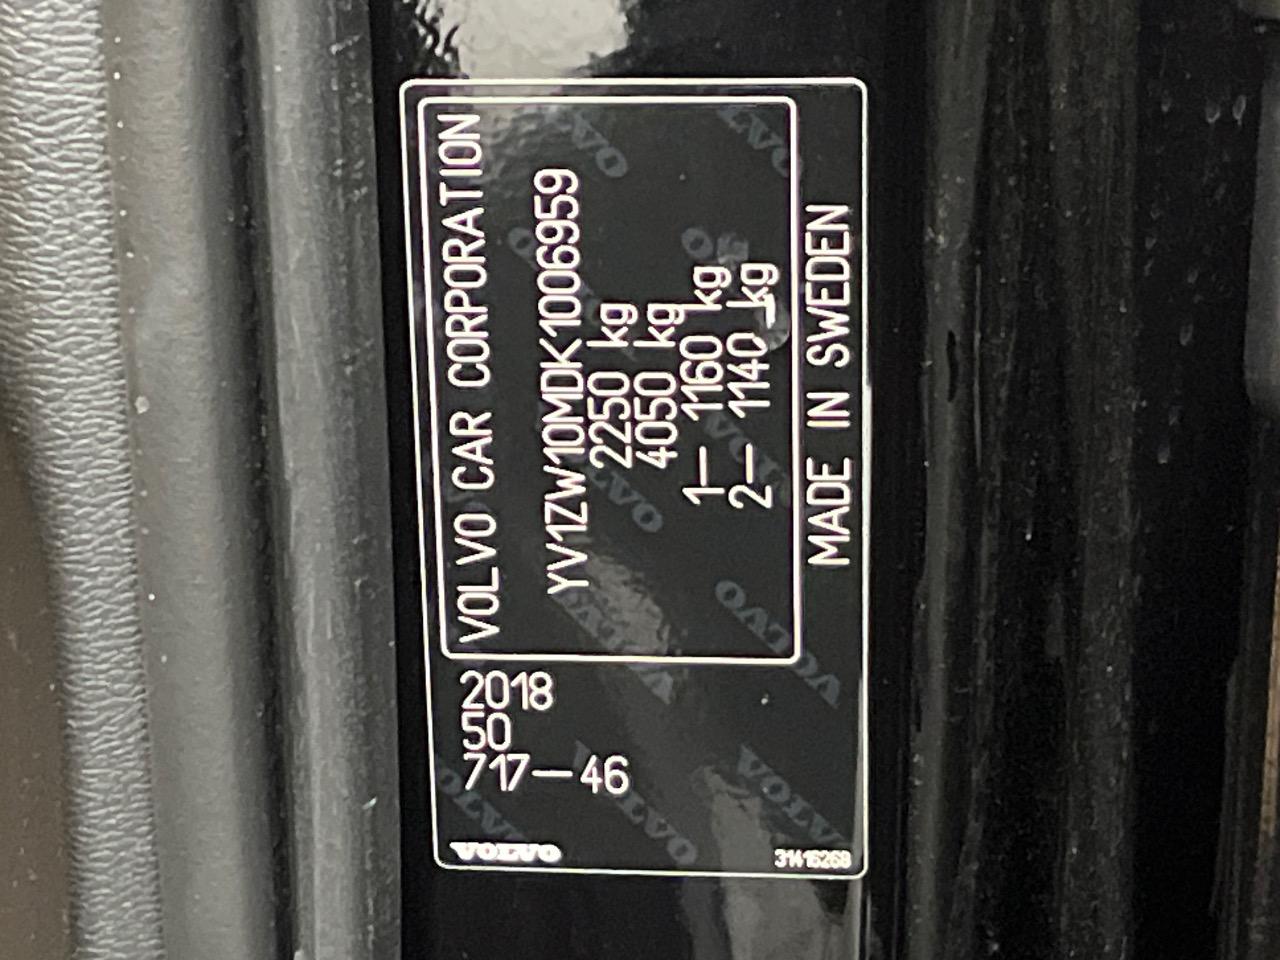 VOLVO CAR CORPORATION
YV1ZW10MDK1006959
2250 kg
4050 kg
1— 1160 kg
2— 1140 kg
MADE IN SWEDEN
2018
50
717—46
VOLVO
31416268